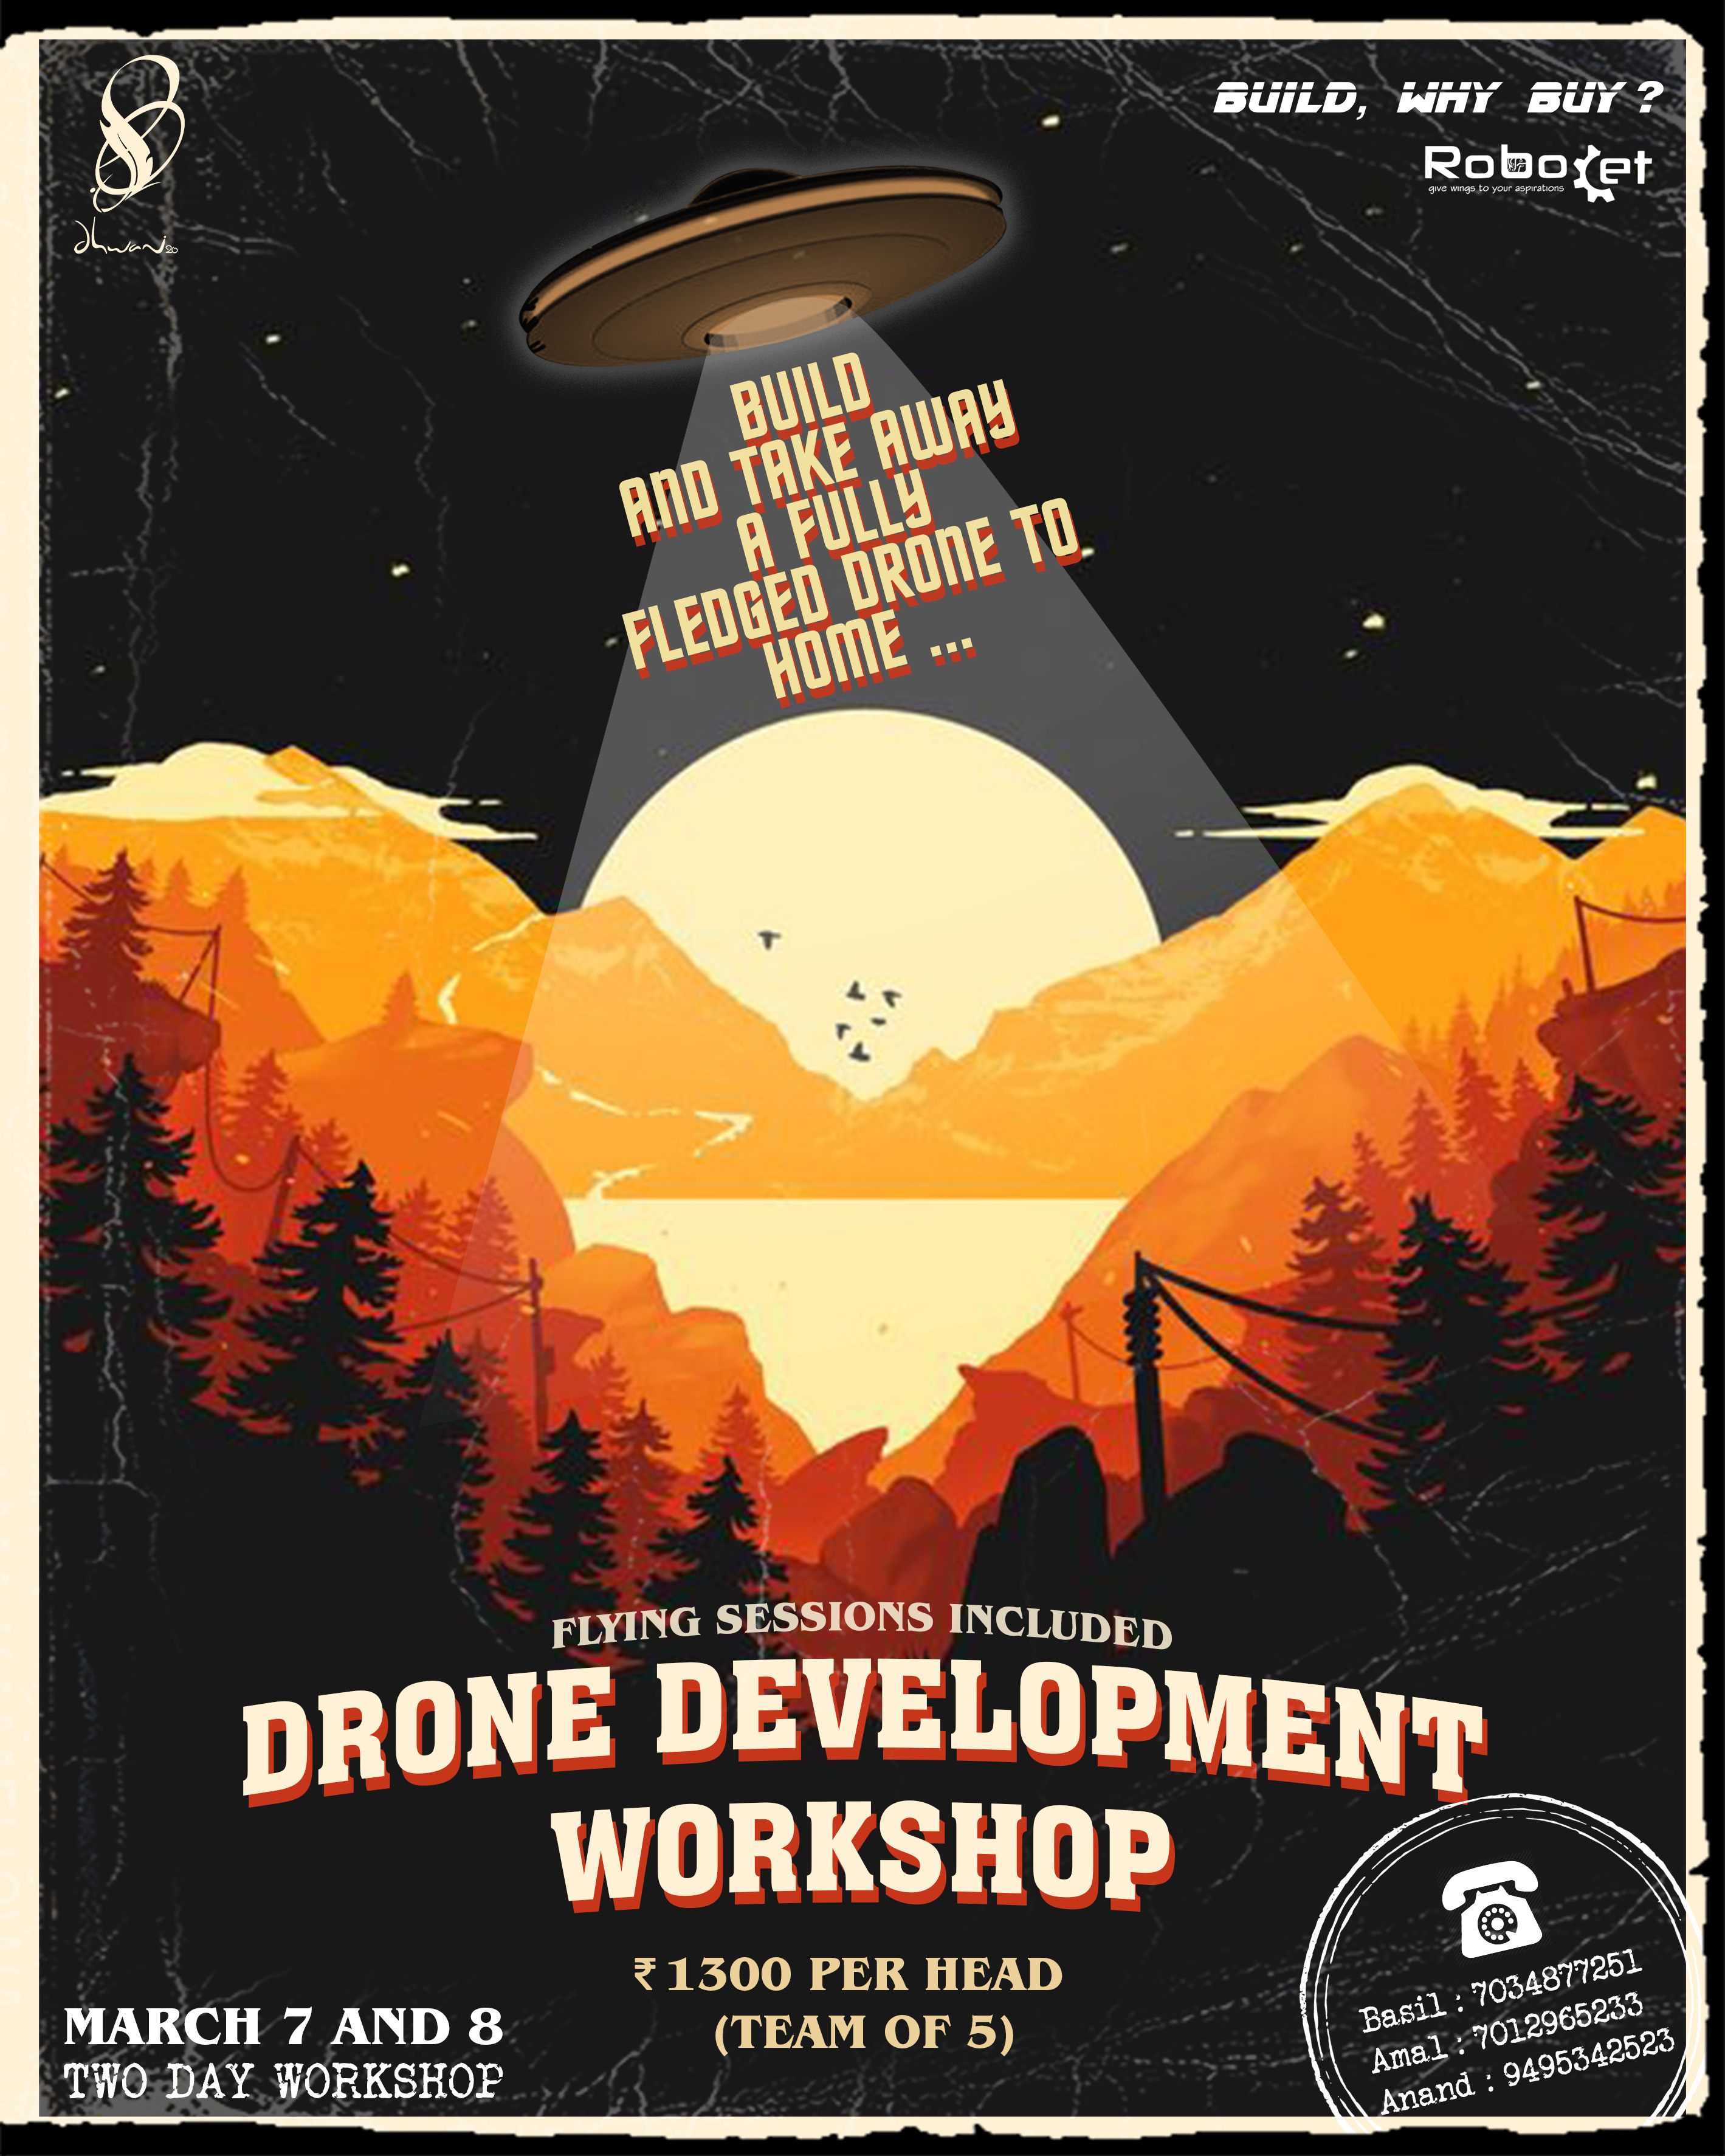 dhwani 20
BUILD, WHY BUY ?
Robocet
give wings to your aspirations
BUILD
AND TAKE AWAY
A FULLY
FLEDGED DRONE TO
HOME ...
FLYING SESSIONS INCLUDED
DRONE DEVELOPMENT
WORKSHOP
₹1300 PER HEAD
(TEAM OF 5)
MARCH 7 AND 8
TWO DAY WORKSHOP
Basil : 7034877251
Amal : 7012965233
Anand : 9495342523